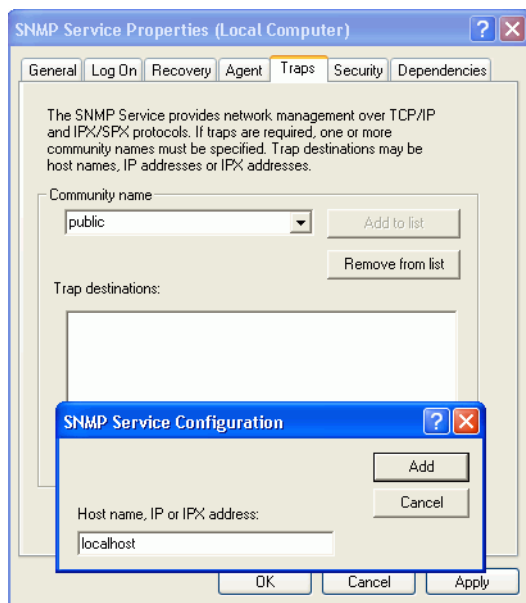 SNMP Service Properties (Local Computer)
General Log On Recovery Agent Traps Security Dependencies
The SNMP Service provides network management over TCP/IP
and IPX/SPX protocols. If traps are required, one or more
community names must be specified. Trap destinations may be
host names, IP addresses or IPX addresses.
Community name
public
Add to list
Remove from list
Trap destinations:
SNMP Service Configuration
Add
Cancel
Host name, IP or IPX address:
localhost
OK Cancel Apply